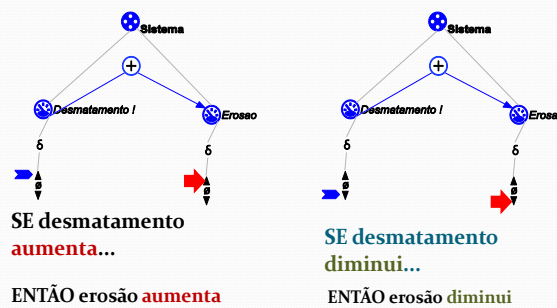 Sistema
+
Desmatamento !
Erosao
δ
δ
ø
ø
SE desmatamento
aumenta...
ENTÃO erosão aumenta
Sistema
+
Desmatamento !
Erosa
δ
δ
ø
ø
SE desmatamento
diminui...
ENTÃO erosão diminui